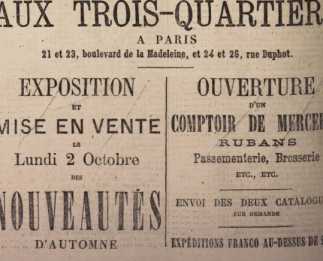 AUX TROIS-QUARTIER
A PARIS
21 et 23, boulevard de la Madeleine, et 24 et 26, rue Duphot.
EXPOSITION
ET
MISE EN VENTE
LE
Lundi 2 Octobre
DES
NOUVEAUTÉS
D'AUTOMNE
OUVERTURE
D'UN
COMPTOIR DE MERCE
RUBANS
Passementerie, Brosserie
ETC., ETC.
ENVOI DES DEUX CATALOGU
SUR DEMANDE
EXPÉDITIONS FRANCO AU-DESSUS DE